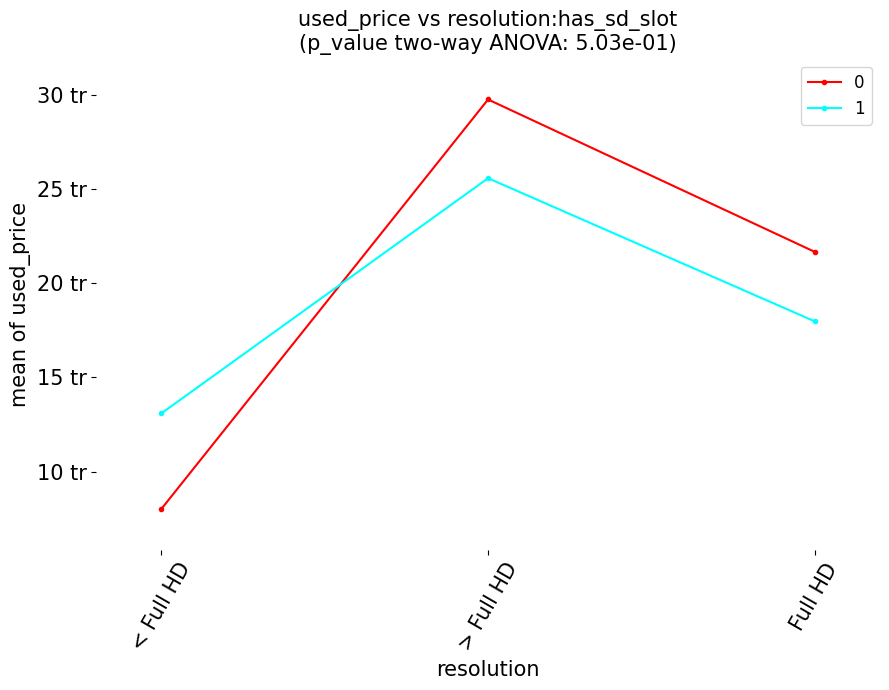 used_price vs resolution:has_sd_slot
(p_value two-way ANOVA: 5.03e-01)
0
1
30 tr
25 tr
20 tr
15 tr
10 tr
mean of used_price
< Full HD
> Full HD
Full HD
resolution